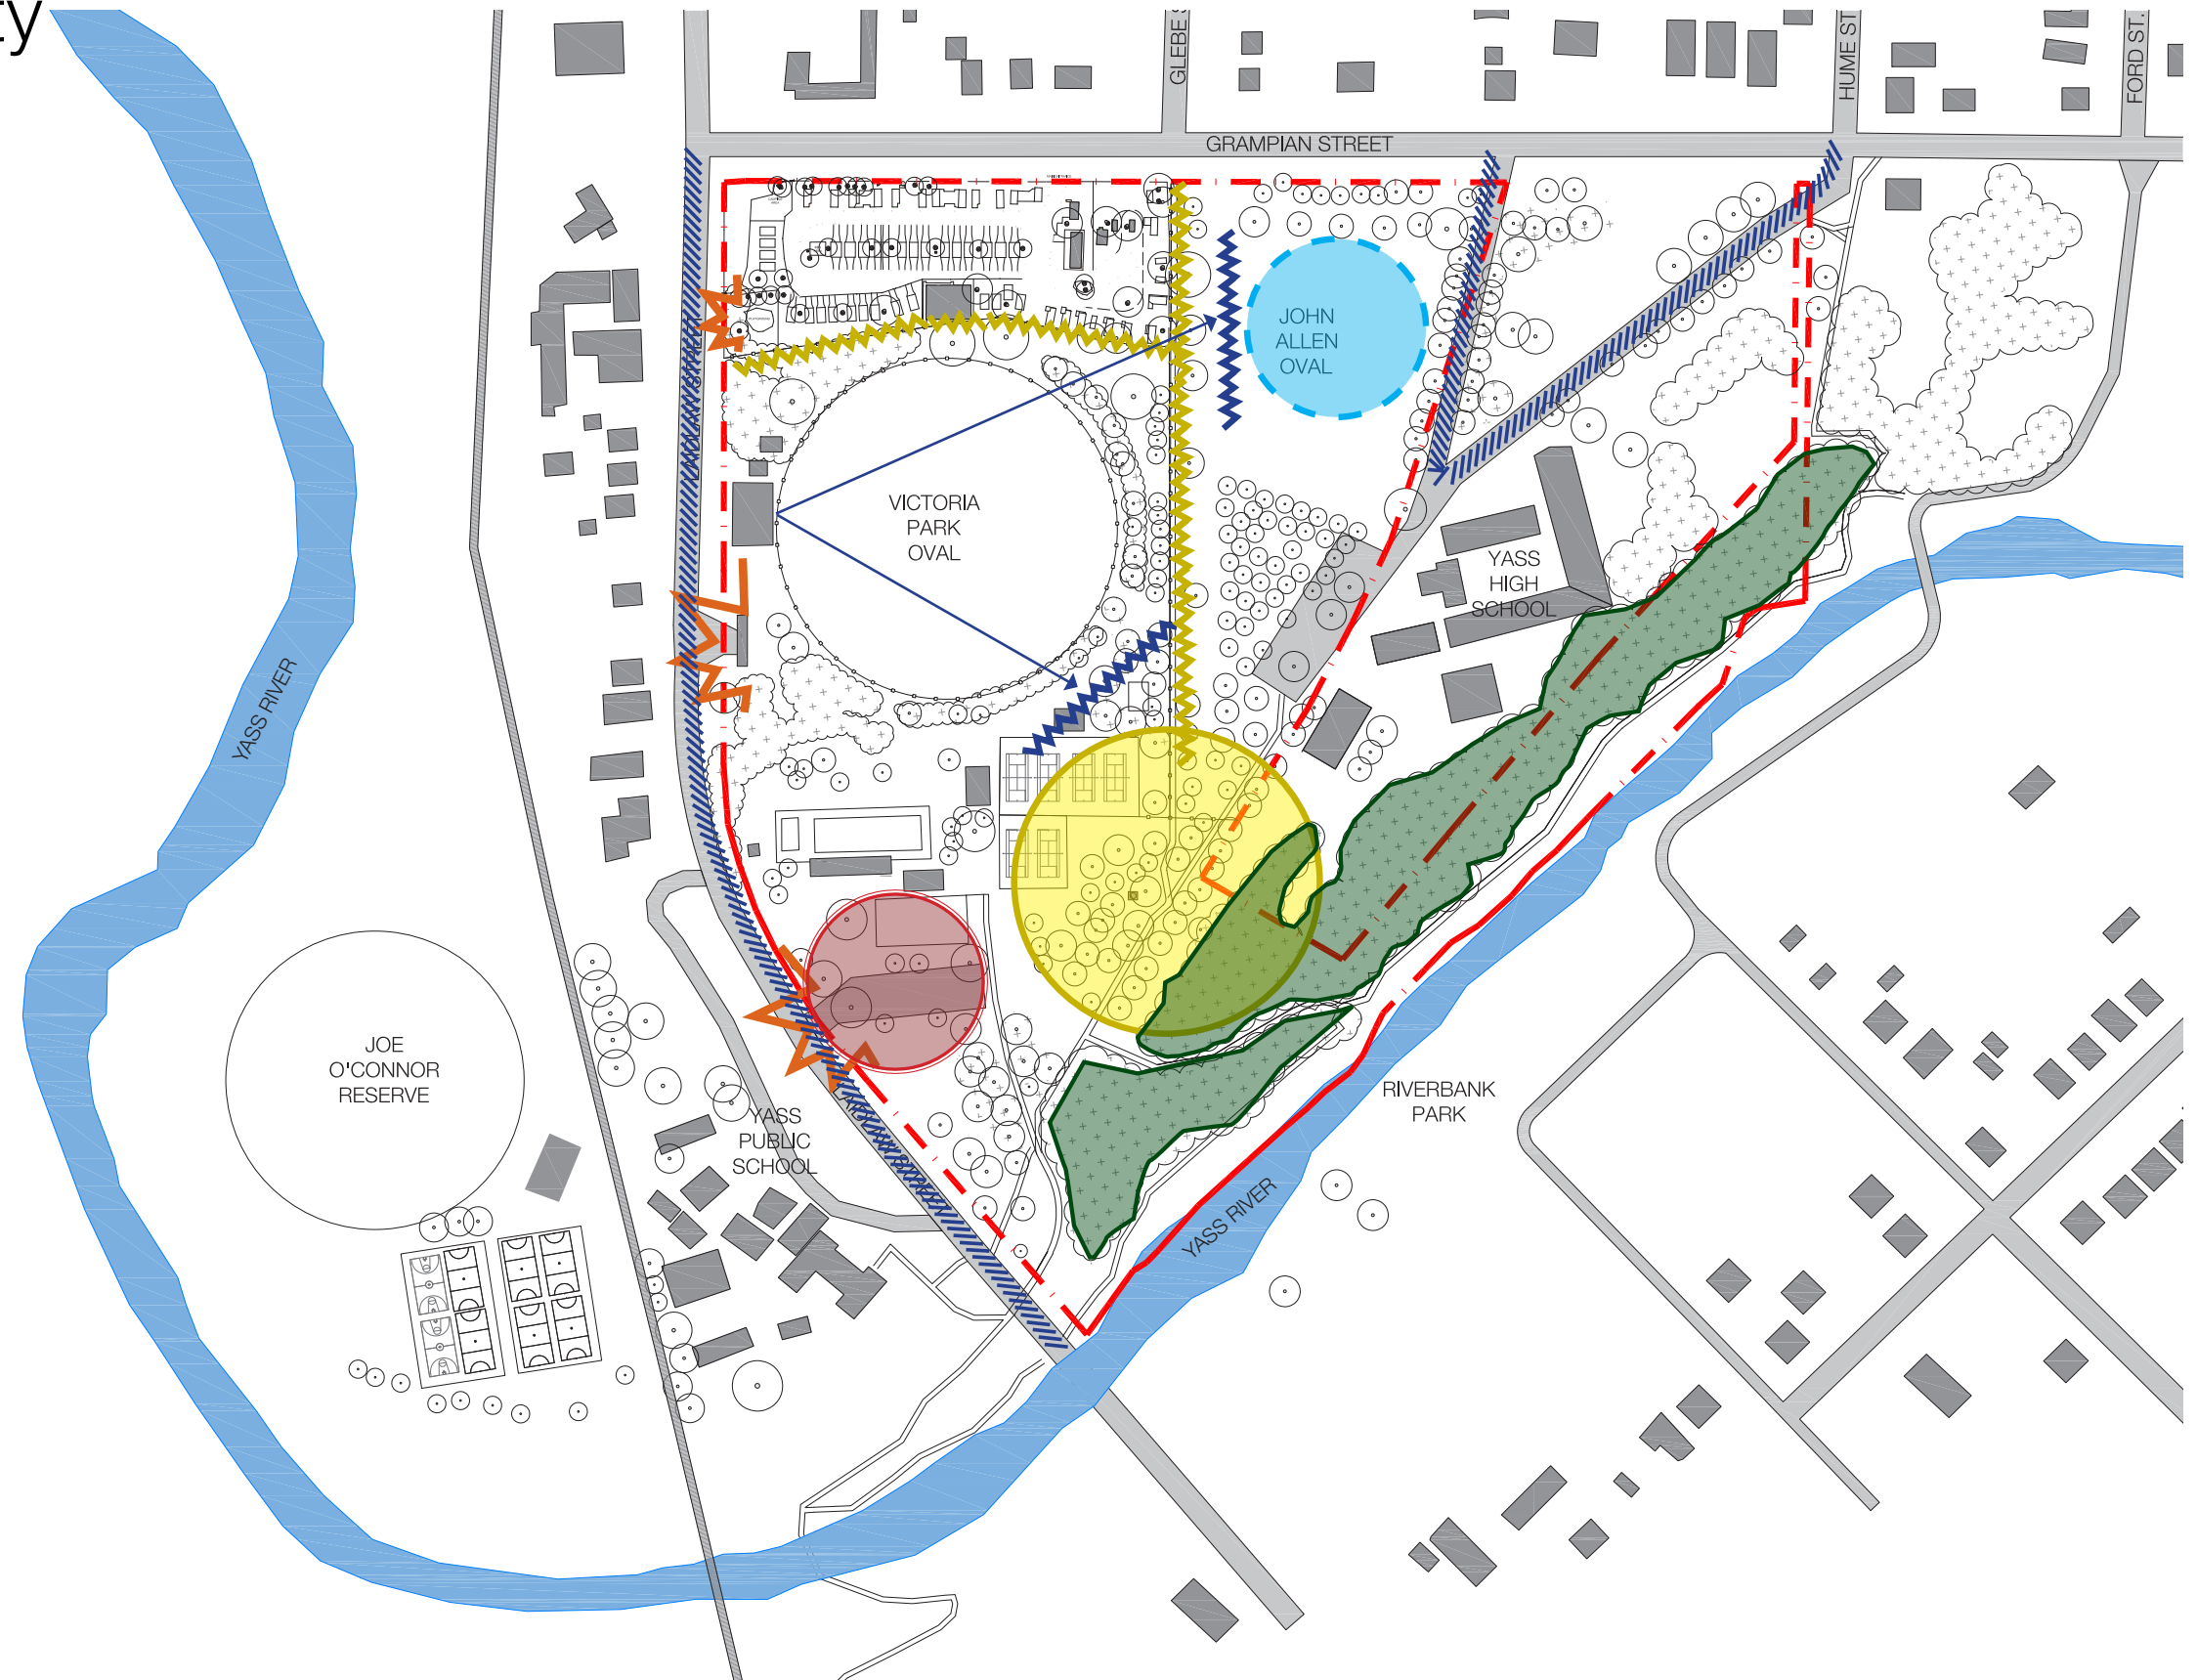 ty
GLEBE S
HUME ST
FORD ST.
GRAMPIAN STREET
JOHN
ALLEN
OVAL
VICTORIA
PARK
OVAL
YASS
HIGH
SCHOOL
YASS RIVER
JOE
O'CONNOR
RESERVE
YASS
PUBLIC
SCHOOL
RIVERBANK
PARK
YASS RIVER